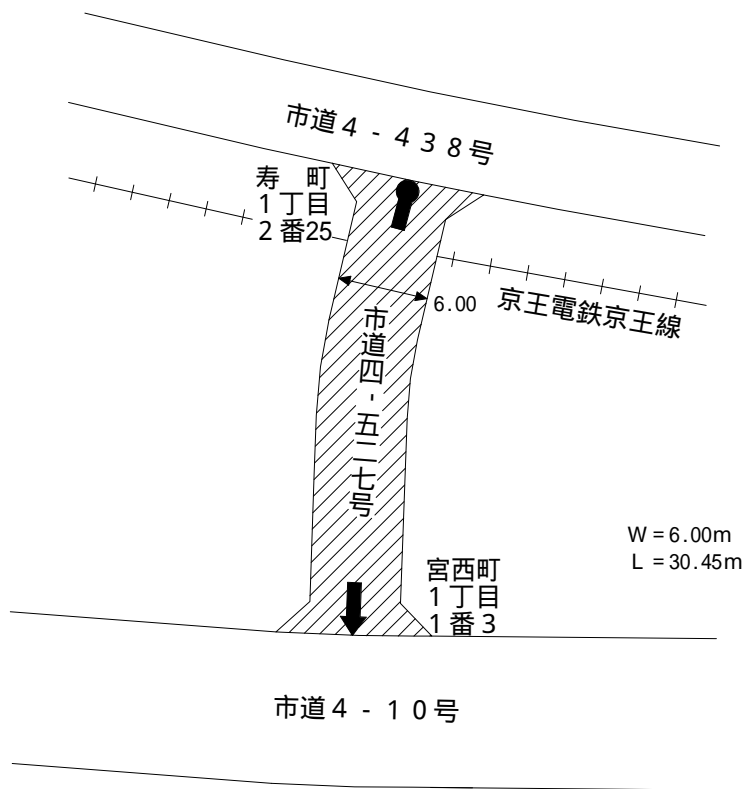 市道４-４３８号
寿　町
１丁目
２番25
6.00
京王電鉄京王線
市道四-五二七号
W = 6.00m
L = 30.45m
宮西町
１丁目
１番３
市道４-１０号